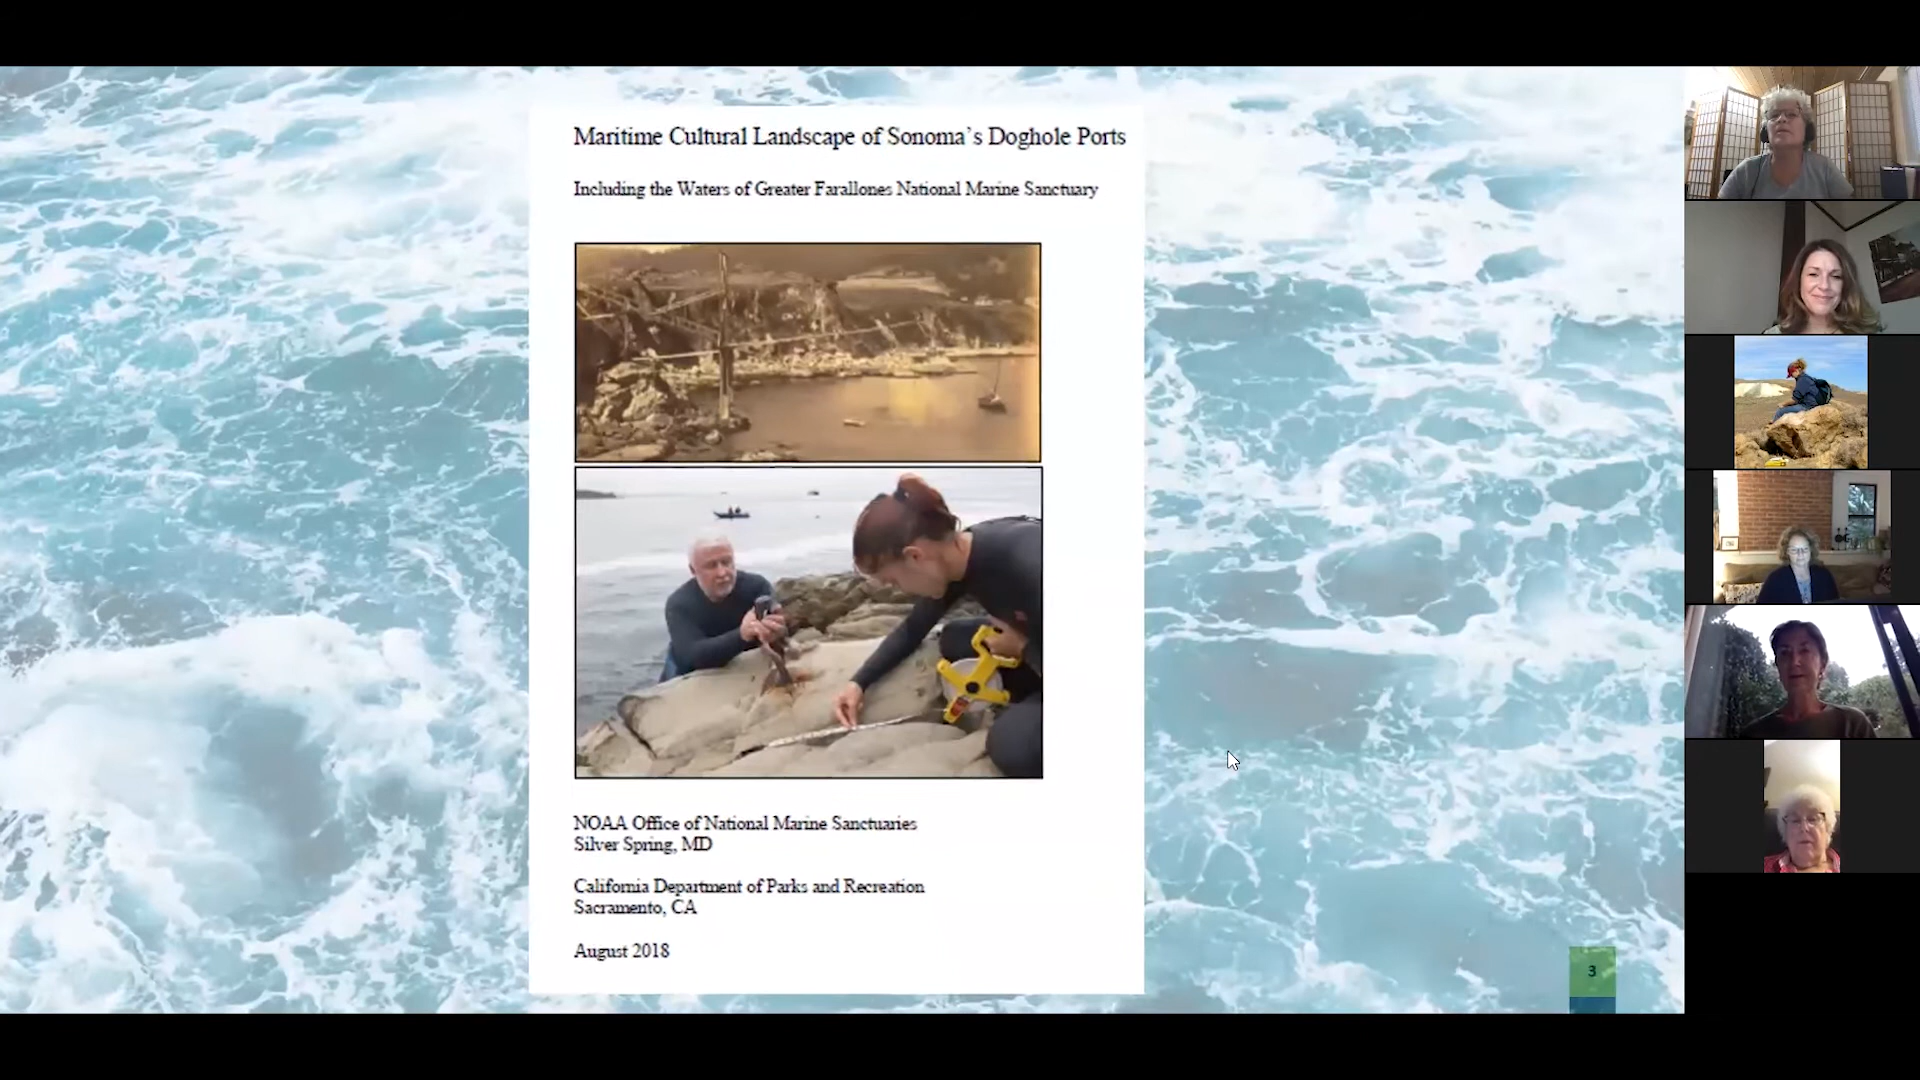 Maritime Cultural Landscape of Sonoma's Doghole Ports
Including the Waters of Greater Farallones National Marine Sanctuary
NOAA Office of National Marine Sanctuaries
Silver Spring, MD
California Department of Parks and Recreation
Sacramento, CA
August 2018
3